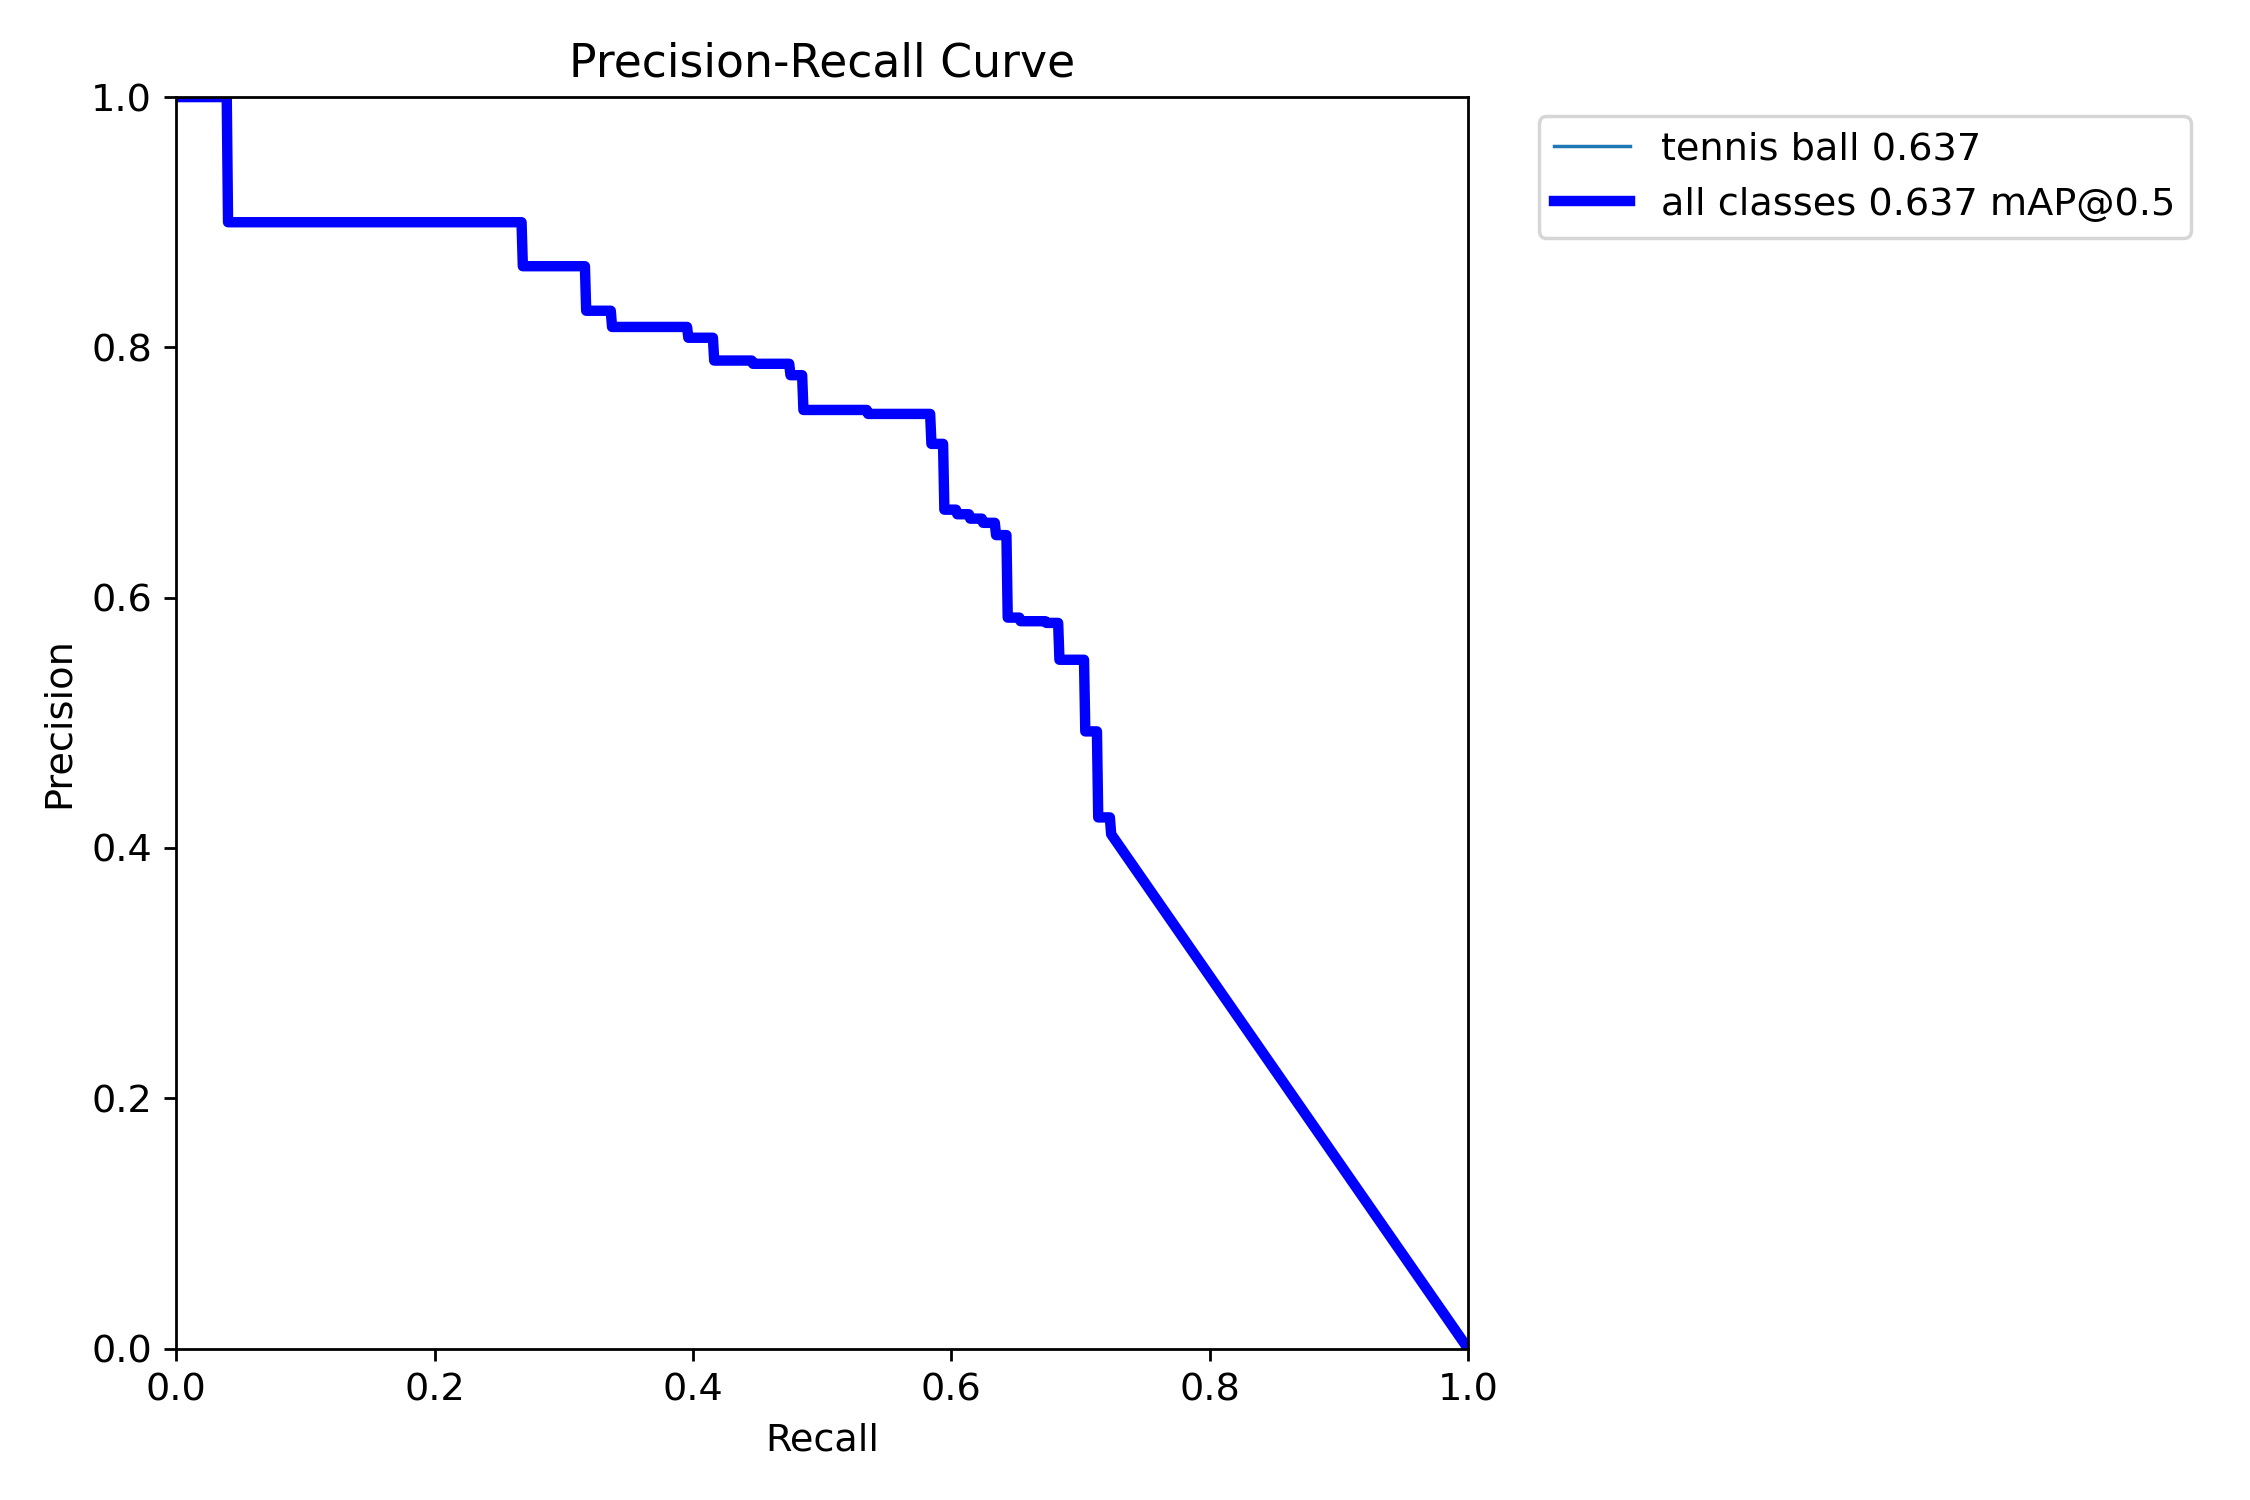 Precision-Recall Curve
1.0
0.8
0.6
0.4
0.2
0.0
Precision
0.0 0.2 0.4 0.6 0.8 1.0
Recall
tennis ball 0.637
all classes 0.637 mAP@0.5